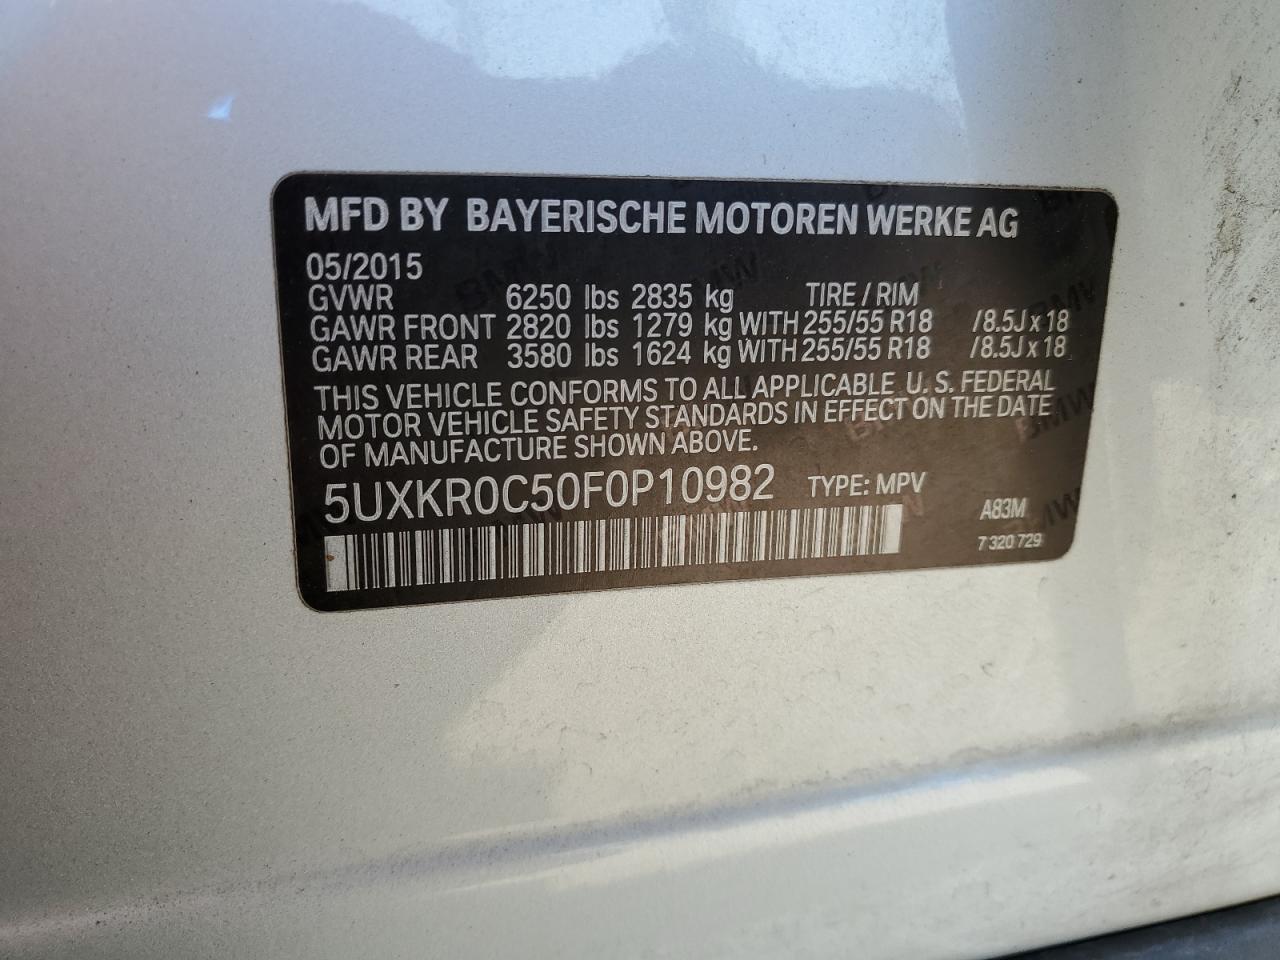 MFD BY BAYERISCHE MOTOREN WERKE AG
05/2015
GVWR 6250 lbs 2835 kg TIRE / RIM
GAWR FRONT 2820 lbs 1279 kg WITH 255/55 R18 /8.5J x 18
GAWR REAR 3580 lbs 1624 kg WITH 255/55 R18 /8.5J x 18
THIS VEHICLE CONFORMS TO ALL APPLICABLE U. S. FEDERAL
MOTOR VEHICLE SAFETY STANDARDS IN EFFECT ON THE DATE
OF MANUFACTURE SHOWN ABOVE.
5UXKR0C50F0P10982 TYPE: MPV
A83M
7 320 729